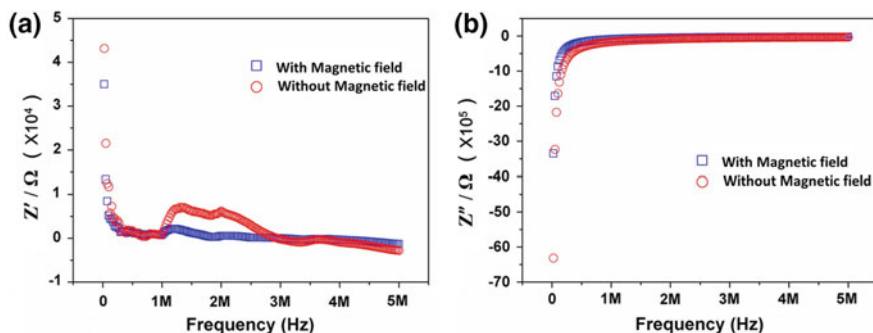 (a)
5
4
3
2
1
0
-1
Z' / Ω ( X10⁴)
With Magnetic field
Without Magnetic field
0 1M 2M 3M 4M 5M
Frequency (Hz)
(b)
0
-10
-20
-30
-40
-50
-60
-70
Z" / Ω ( X10⁵)
With Magnetic field
Without Magnetic field
0 1M 2M 3M 4M 5M
Frequency (Hz)